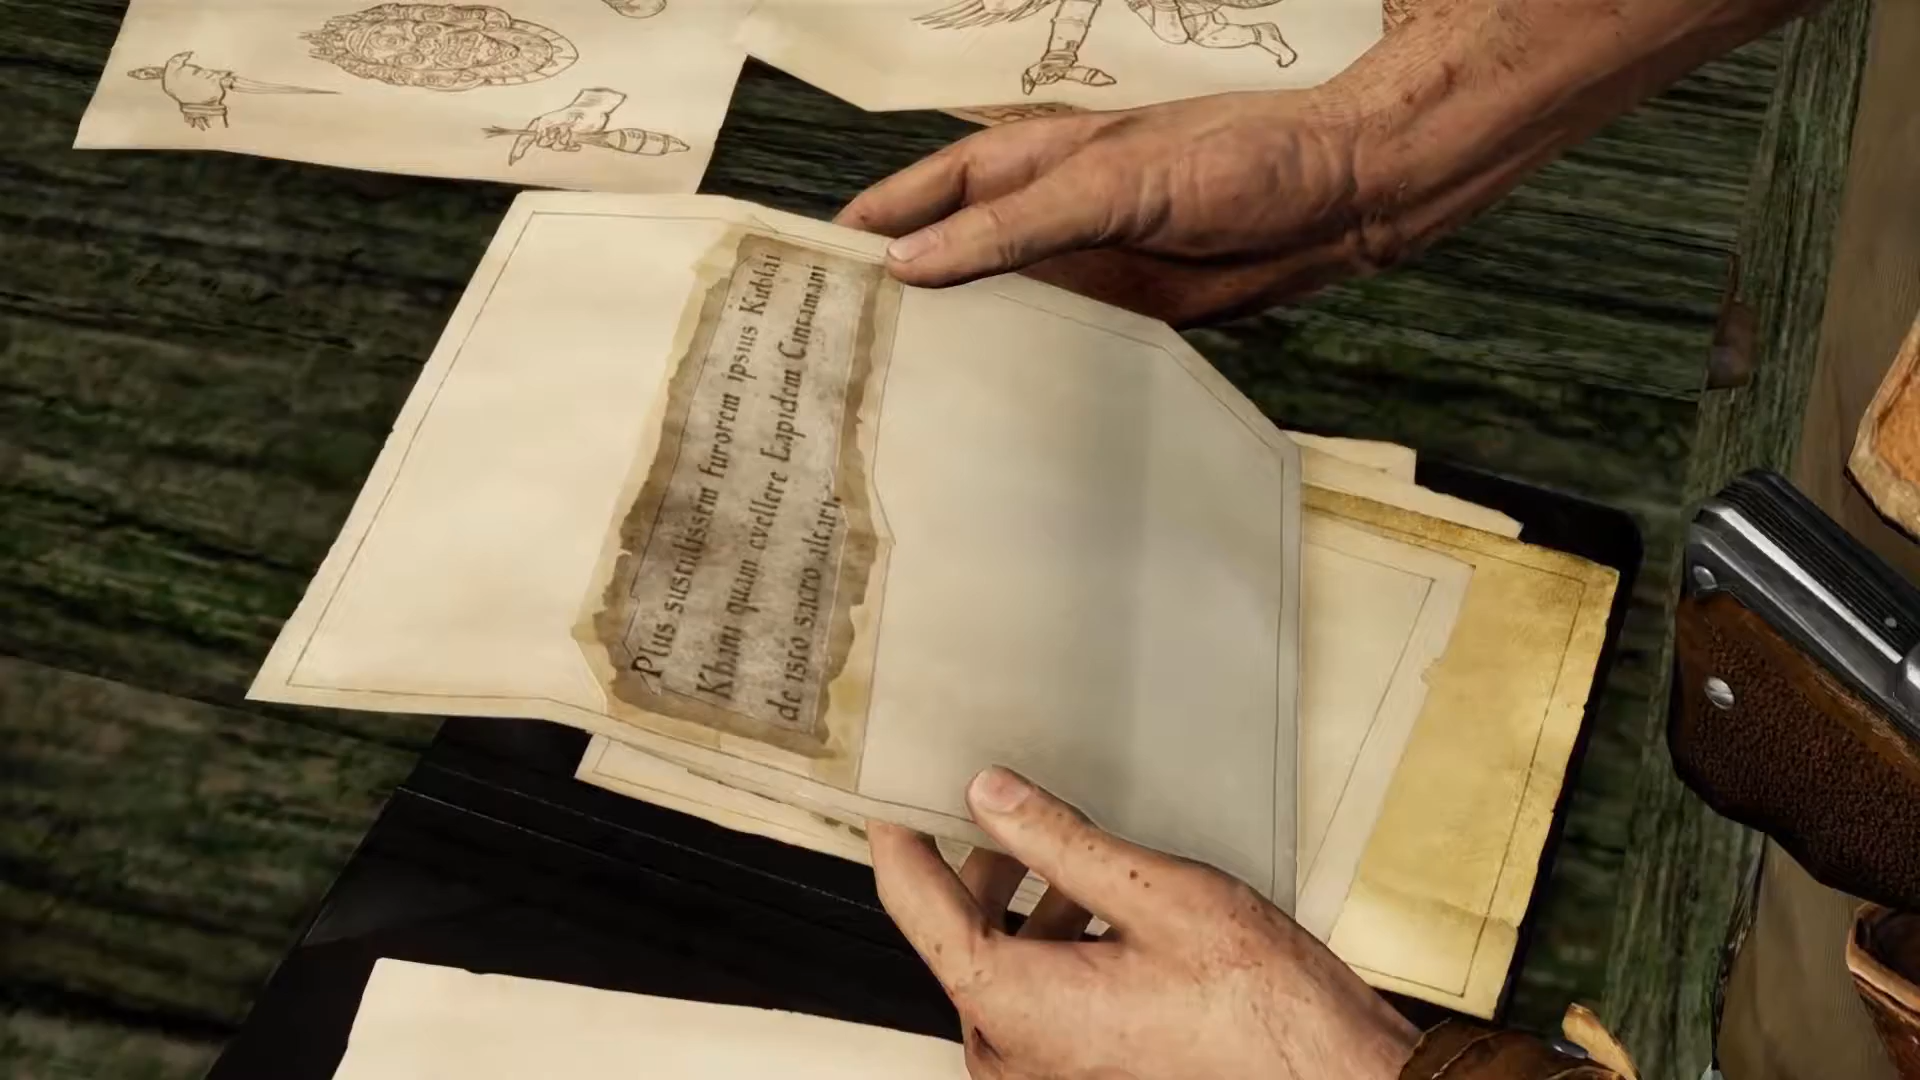 Plus sustulissem furorem ipsius Kublai
Khani quam evellere Lapidem Cintamani
de isto sacro altari.